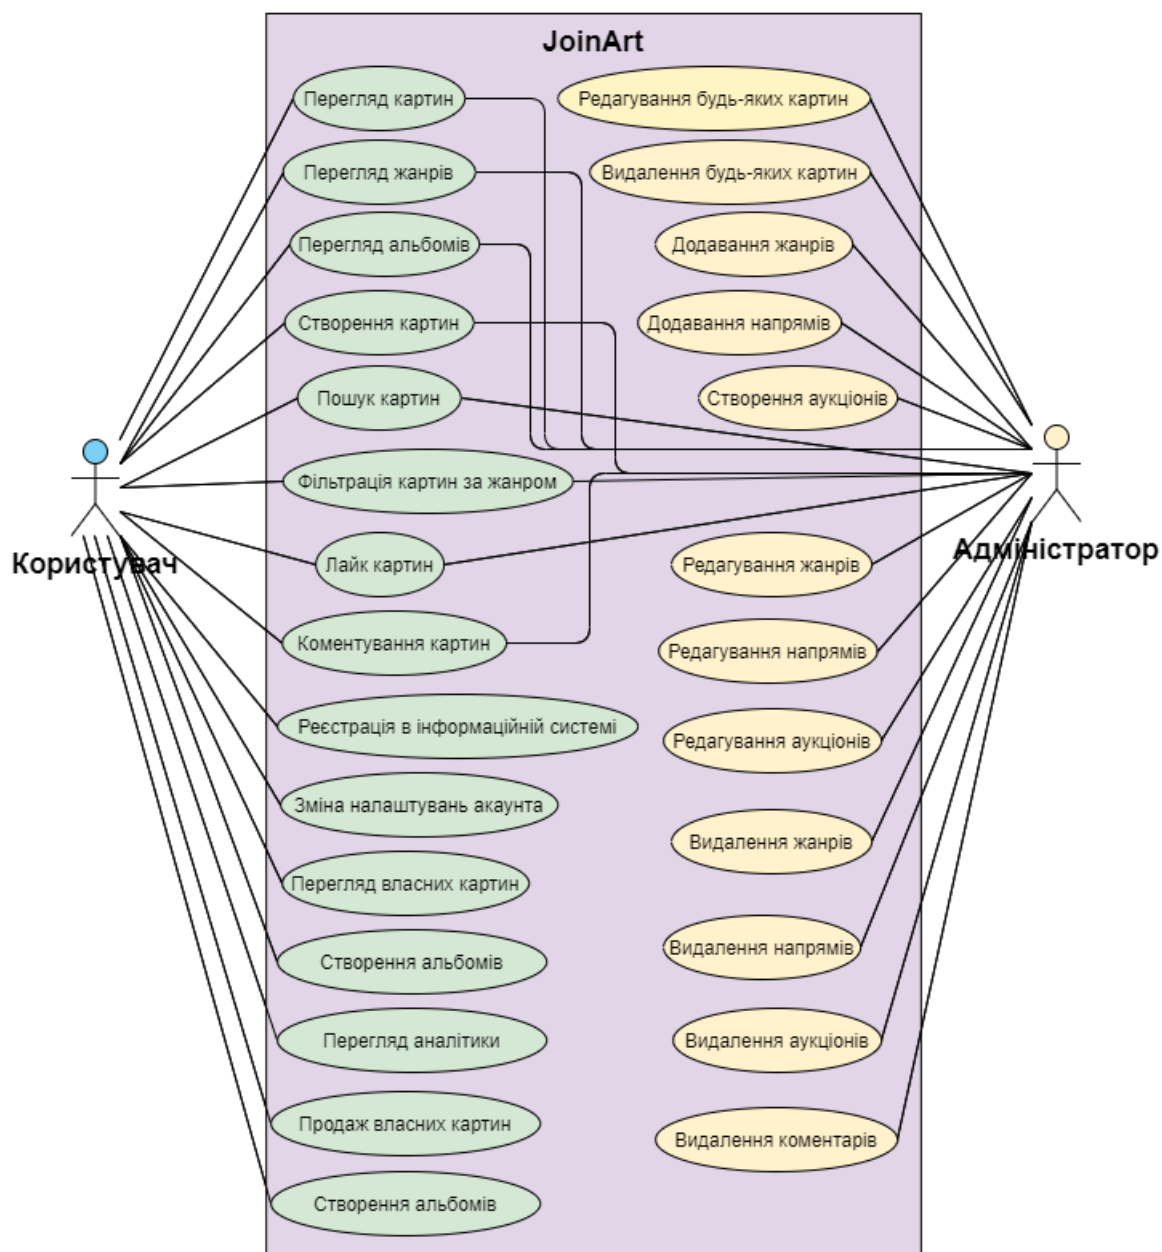 JoinArt
Перегляд картин
Редагування будь-яких картин
Перегляд жанрів
Видалення будь-яких картин
Перегляд альбомів
Додавання жанрів
Створення картин
Додавання напрямів
Пошук картин
Створення аукціонів
Фільтрація картин за жанром
Користувач
Адміністратор
Лайк картин
Редагування жанрів
Коментування картин
Редагування напрямів
Реєстрація в інформаційній системі
Редагування аукціонів
Зміна налаштувань акаунта
Видалення жанрів
Перегляд власних картин
Створення альбомів
Видалення напрямів
Перегляд аналітики
Видалення аукціонів
Продаж власних картин
Видалення коментарів
Створення альбомів